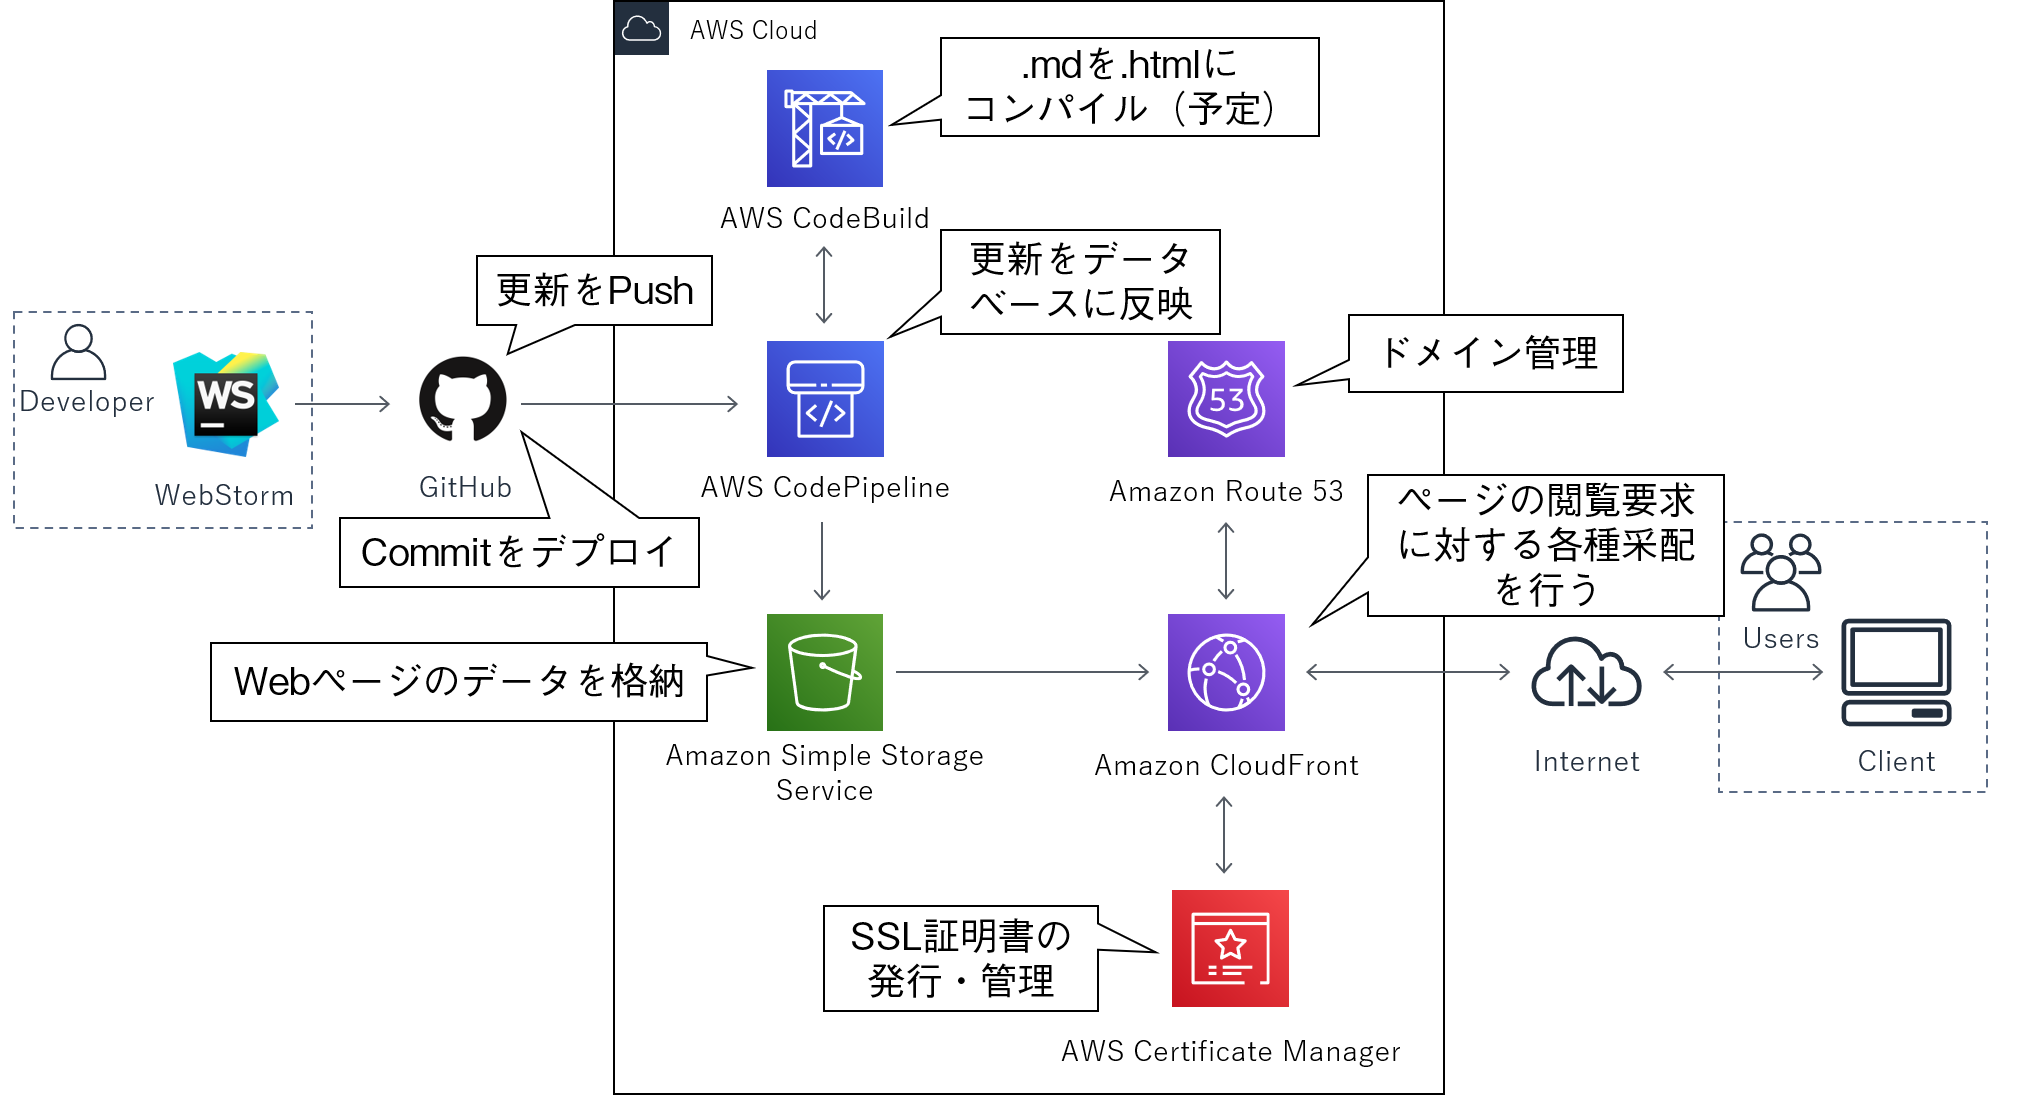 AWS Cloud
.mdを.htmlに
コンパイル（予定）
</>
AWS CodeBuild
更新をデータ
ベースに反映
更新をPush
Developer
WS
WebStorm
GitHub
Commitをデプロイ
</>
AWS CodePipeline
53
Amazon Route 53
ドメイン管理
ページの閲覧要求
に対する各種采配
を行う
Webページのデータを格納
Amazon Simple Storage
Service
Amazon CloudFront
Internet
Users
Client
SSL証明書の
発行・管理
AWS Certificate Manager